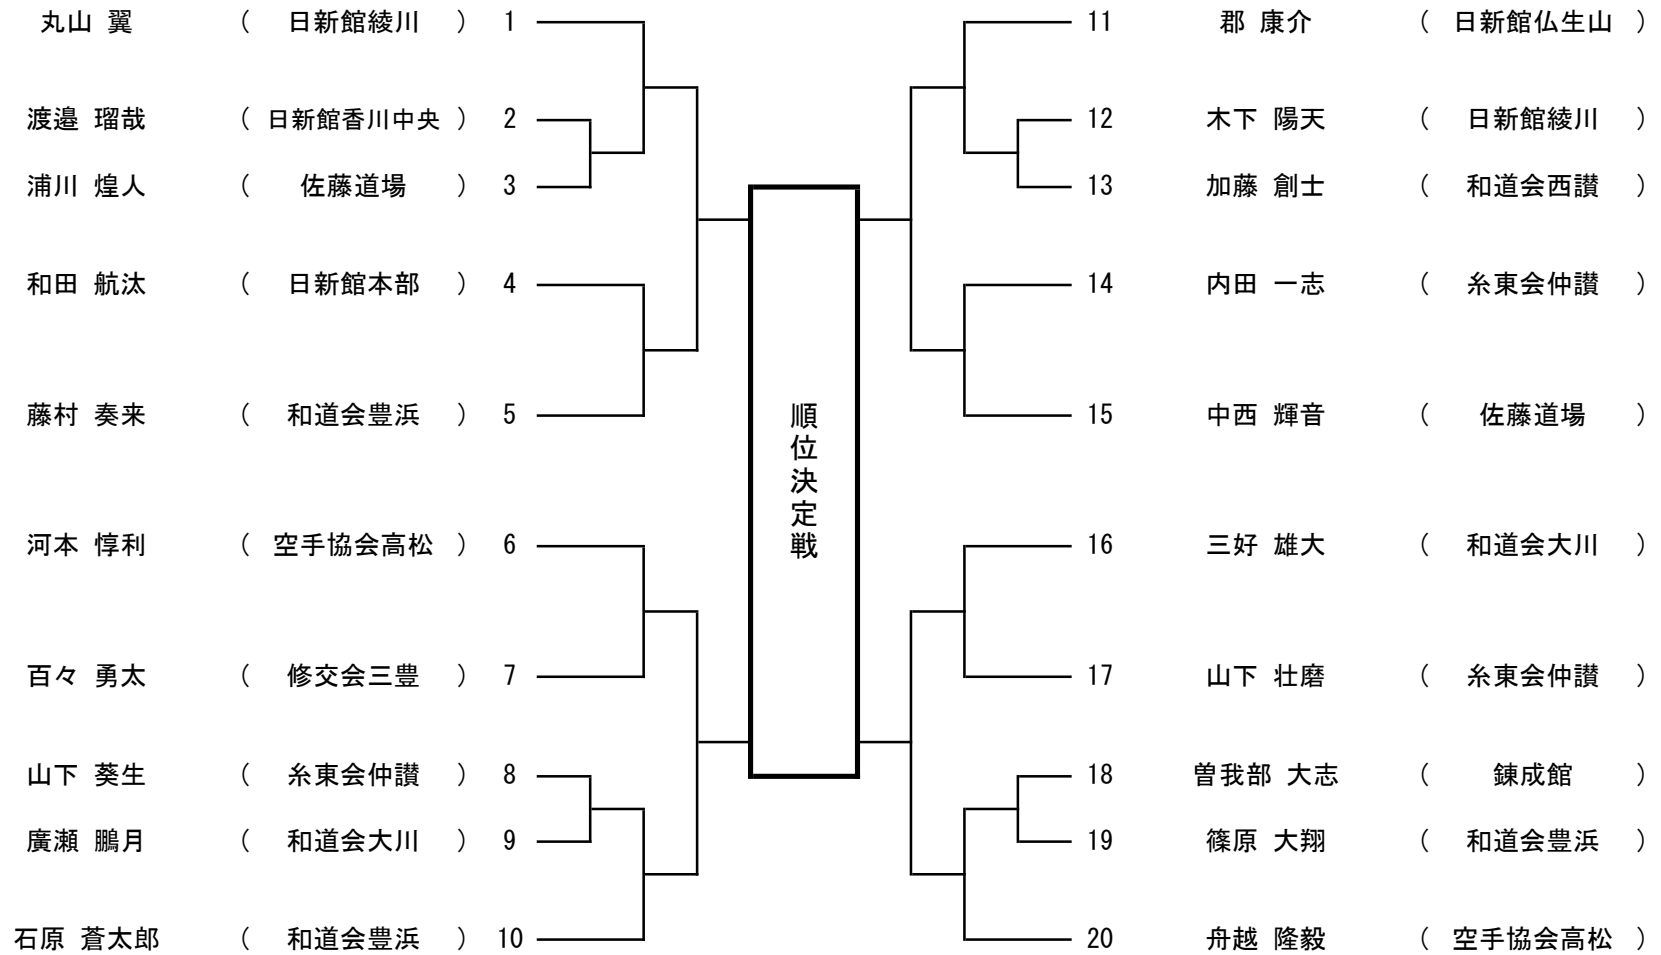 丸山 翼 ( 日新館綾川 ) 1
渡邉 瑠哉 ( 日新館香川中央 ) 2
浦川 煌人 ( 佐藤道場 ) 3
和田 航汰 ( 日新館本部 ) 4
藤村 奏来 ( 和道会豊浜 ) 5
河本 惇利 ( 空手協会高松 ) 6
百々 勇太 ( 修交会三豊 ) 7
山下 葵生 ( 糸東会仲讃 ) 8
廣瀬 鵬月 ( 和道会大川 ) 9
石原 蒼太郎 ( 和道会豊浜 ) 10
順位決定戦
11 郡 康介 ( 日新館仏生山 )
12 木下 陽天 ( 日新館綾川 )
13 加藤 創士 ( 和道会西讃 )
14 内田 一志 ( 糸東会仲讃 )
15 中西 輝音 ( 佐藤道場 )
16 三好 雄大 ( 和道会大川 )
17 山下 壮磨 ( 糸東会仲讃 )
18 曽我部 大志 ( 錬成館 )
19 篠原 大翔 ( 和道会豊浜 )
20 舟越 隆毅 ( 空手協会高松 )